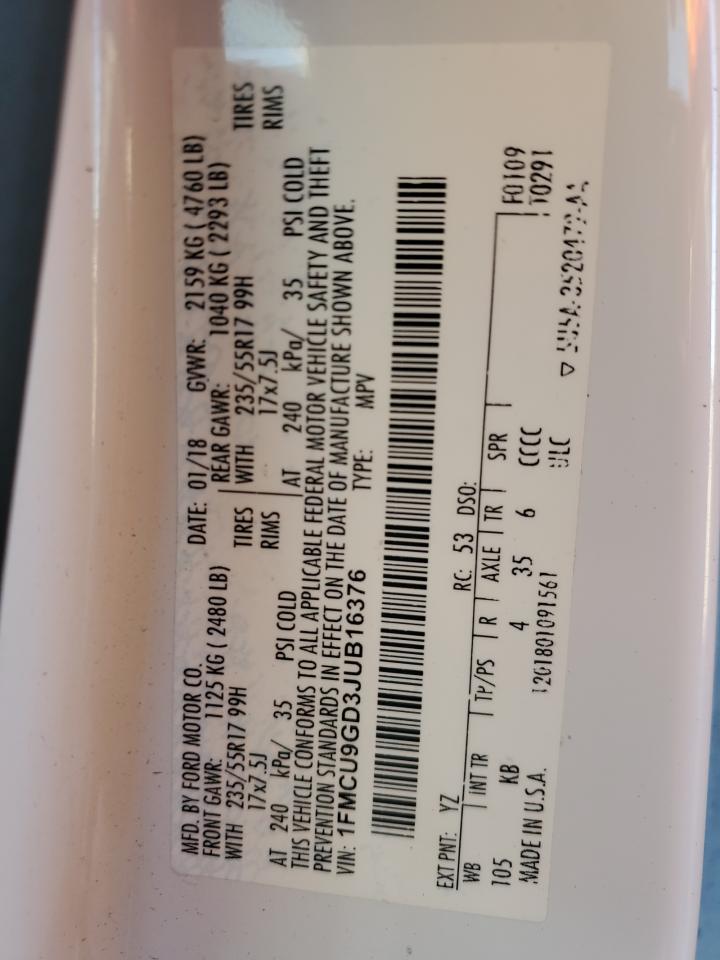 MFD. BY FORD MOTOR CO.
DATE: 01/18 GVWR: 2159 KG ( 4760 LB)
FRONT GAWR: 1125 KG ( 2480 LB) REAR GAWR: 1040 KG ( 2293 LB)
WITH 235/55R17 99H TIRES WITH 235/55R17 99H TIRES
17x7.5J RIMS 17x7.5J RIMS
AT 240 kPa/ 35 PSI COLD AT 240 kPa/ 35 PSI COLD
THIS VEHICLE CONFORMS TO ALL APPLICABLE FEDERAL MOTOR VEHICLE SAFETY AND THEFT
PREVENTION STANDARDS IN EFFECT ON THE DATE OF MANUFACTURE SHOWN ABOVE.
VIN: 1FMCU9GD3JUB16376 TYPE: MPV
EXT PNT: YZ RC: 53 DSO:
WB INT TR TP/PS R AXLE TR SPR F0109
T0291
105 KB 4 35 6 CCCC
MADE IN U.S.A. 1201801091561 ULC